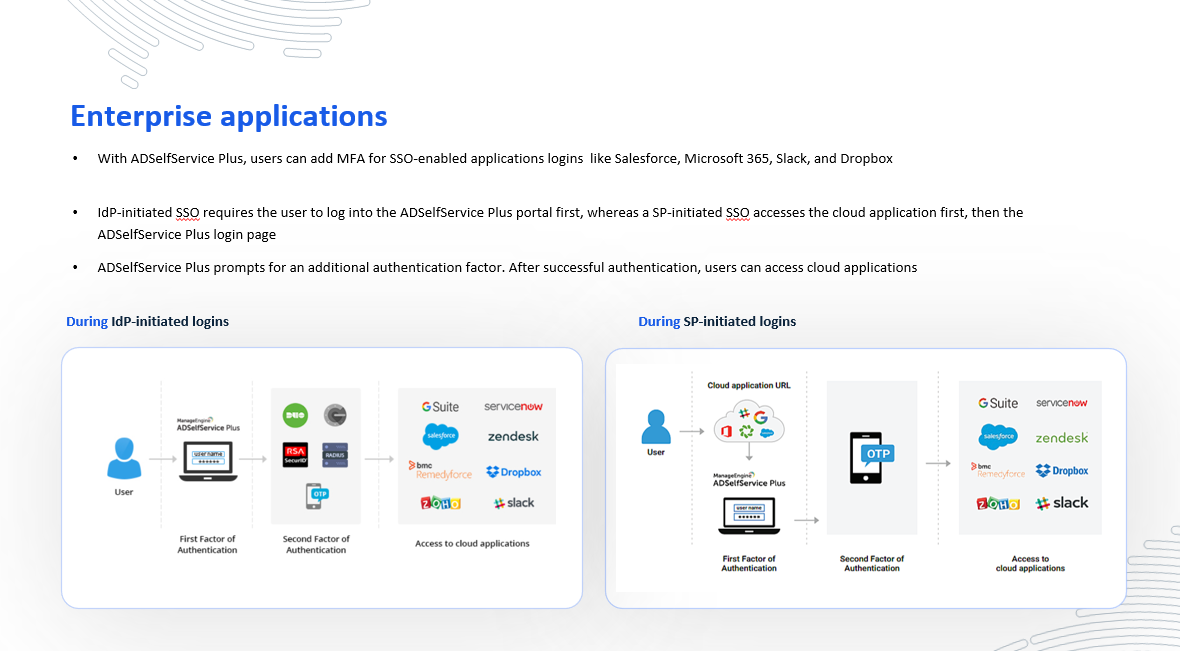 Enterprise applications
• With ADSelfService Plus, users can add MFA for SSO-enabled applications logins  like Salesforce, Microsoft 365, Slack, and Dropbox
• IdP-initiated SSO requires the user to log into the ADSelfService Plus portal first, whereas a SP-initiated SSO accesses the cloud application first, then the
ADSelfService Plus login page
• ADSelfService Plus prompts for an additional authentication factor. After successful authentication, users can access cloud applications
During IdP-initiated logins
User
ManageEngine
ADSelfService Plus
user name
First Factor of
Authentication
DUO
RSA
SecurID
RADIUS
OTP
Second Factor of
Authentication
G Suite
servicenow
salesforce
zendesk
bmc
Remedyforce
Dropbox
ZOHO
slack
Access to cloud applications
During SP-initiated logins
User
Cloud application URL
ManageEngine
ADSelfService Plus
user name
First Factor of
Authentication
OTP
Second Factor of
Authentication
G Suite
servicenow
salesforce
zendesk
bmc
Remedyforce
Dropbox
ZOHO
slack
Access to
cloud applications